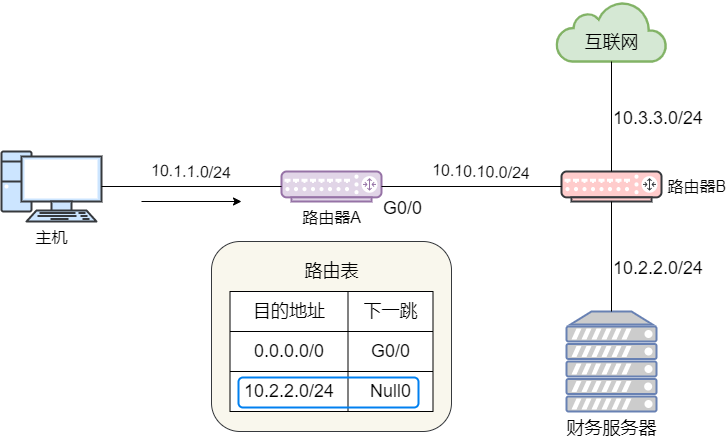 互联网
10.3.3.0/24
10.1.1.0/24
10.10.10.0/24
路由器B
路由器A
G0/0
主机
路由表
10.2.2.0/24
目的地址 下一跳
0.0.0.0/0 G0/0
10.2.2.0/24 Null0
财务服务器